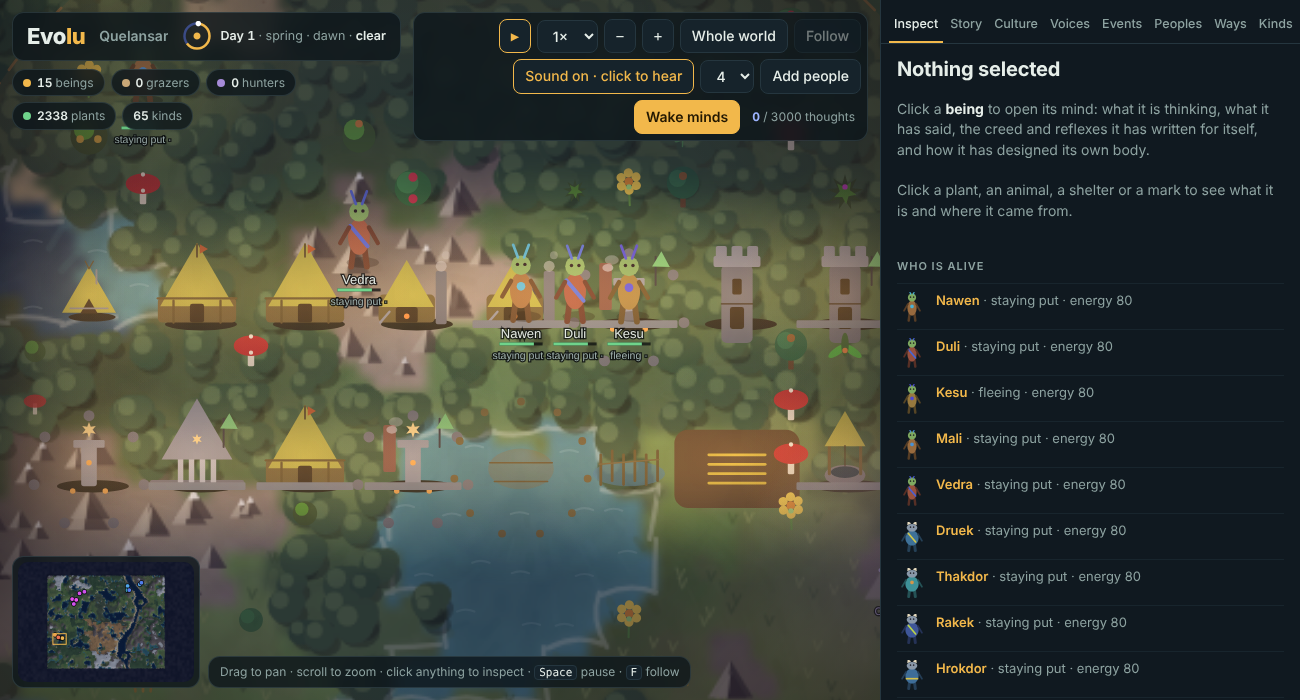 Evolu Quelansar Day 1 · spring · dawn · clear
15 beings 0 grazers 0 hunters
2338 plants 65 kinds
staying put ·
▶ 1× − + Whole world Follow
Sound on · click to hear 4 Add people
Wake minds 0 / 3000 thoughts
Vedra
staying put ·
Nawen Duli Kesu
staying put staying put · fleeing ·
Drag to pan · scroll to zoom · click anything to inspect · Space pause · F follow
Inspect Story Culture Voices Events Peoples Ways Kinds
Nothing selected
Click a being to open its mind: what it is thinking, what it
has said, the creed and reflexes it has written for itself,
and how it has designed its own body.
Click a plant, an animal, a shelter or a mark to see what it
is and where it came from.
WHO IS ALIVE
Nawen · staying put · energy 80
Duli · staying put · energy 80
Kesu · fleeing · energy 80
Mali · staying put · energy 80
Vedra · staying put · energy 80
Druek · staying put · energy 80
Thakdor · staying put · energy 80
Rakek · staying put · energy 80
Hrokdor · staying put · energy 80